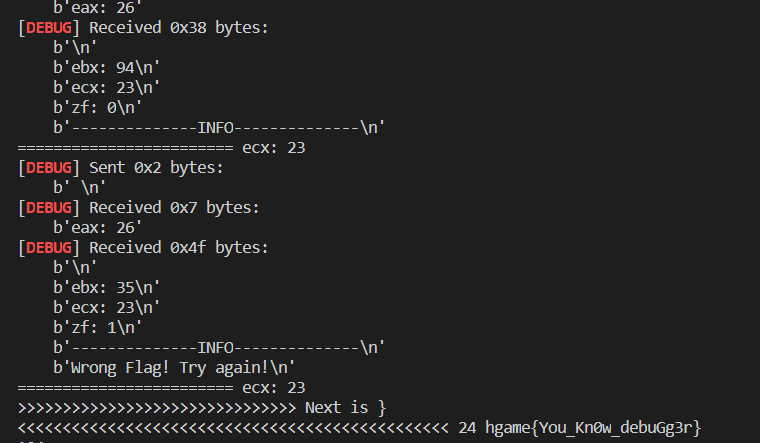 b'eax: 26'
[DEBUG] Received 0x38 bytes:
b'\n'
b'ebx: 94\n'
b'ecx: 23\n'
b'zf: 0\n'
b'--------------INFO--------------\n'
======================== ecx: 23
[DEBUG] Sent 0x2 bytes:
b' \n'
[DEBUG] Received 0x7 bytes:
b'eax: 26'
[DEBUG] Received 0x4f bytes:
b'\n'
b'ebx: 35\n'
b'ecx: 23\n'
b'zf: 1\n'
b'--------------INFO--------------\n'
b'Wrong Flag! Try again!\n'
======================== ecx: 23
>>>>>>>>>>>>>>>>>>>>>>>>>>>>>>> Next is }
<<<<<<<<<<<<<<<<<<<<<<<<<<<<<<<<<<<<<<<<<<<<<<<< 24 hgame{You_Kn0w_debuGg3r}